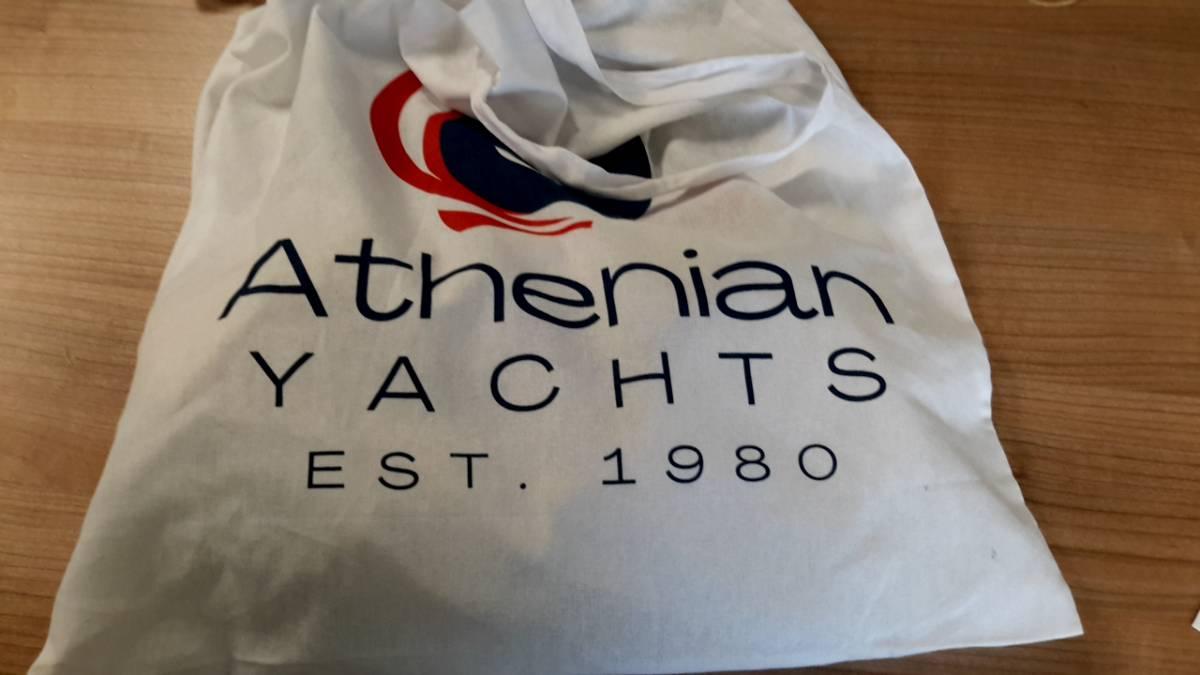 Athenian
YACHTS
EST. 1980